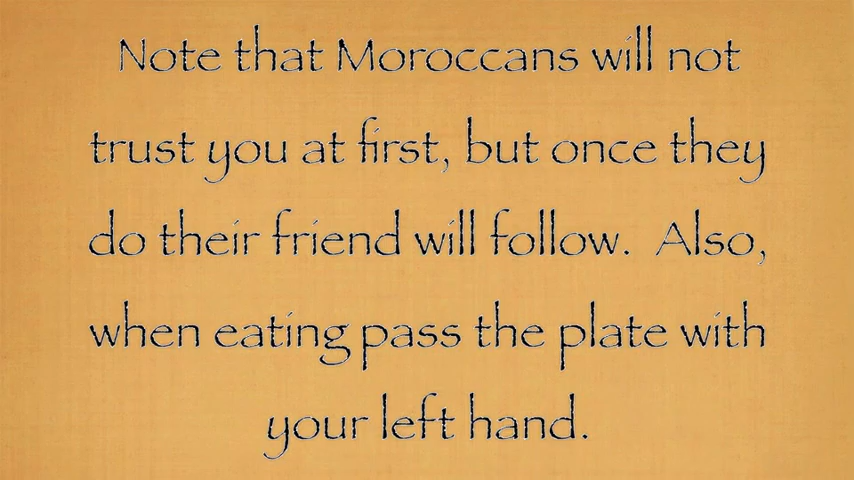 Note that Moroccans will not
trust you at first, but once they
do their friend will follow.  Also,
when eating pass the plate with
your left hand.